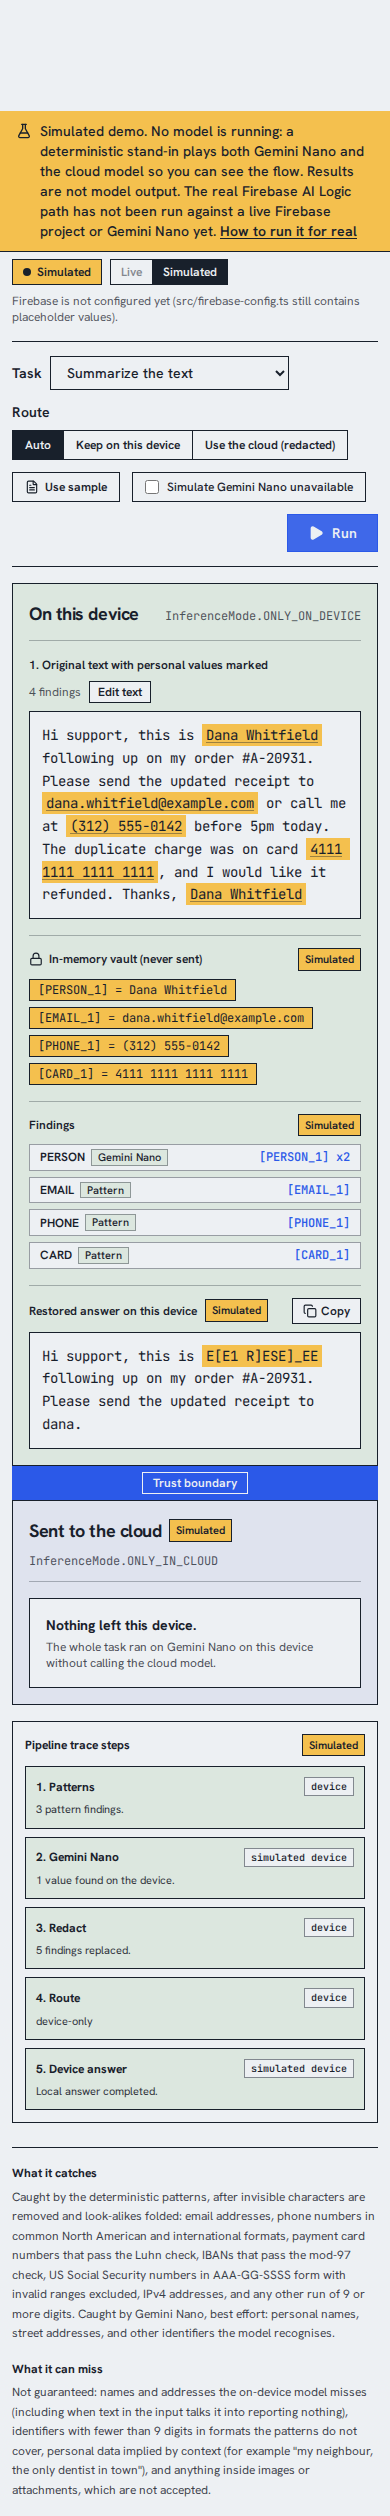 Simulated demo. No model is running: a
deterministic stand-in plays both Gemini Nano and
the cloud model so you can see the flow. Results
are not model output. The real Firebase AI Logic
path has not been run against a live Firebase
project or Gemini Nano yet. How to run it for real
Simulated Live Simulated
Firebase is not configured yet (src/firebase-config.ts still contains
placeholder values).
Task Summarize the text
Route
Auto Keep on this device Use the cloud (redacted)
Use sample Simulate Gemini Nano unavailable
Run
On this device InferenceMode.ONLY_ON_DEVICE
1. Original text with personal values marked
4 findings Edit text
Hi support, this is Dana Whitfield
following up on my order #A-20931.
Please send the updated receipt to
dana.whitfield@example.com or call me
at (312) 555-0142 before 5pm today.
The duplicate charge was on card 4111
1111 1111 1111, and I would like it
refunded. Thanks, Dana Whitfield
In-memory vault (never sent) Simulated
[PERSON_1] = Dana Whitfield
[EMAIL_1] = dana.whitfield@example.com
[PHONE_1] = (312) 555-0142
[CARD_1] = 4111 1111 1111 1111
Findings Simulated
PERSON Gemini Nano [PERSON_1] x2
EMAIL Pattern [EMAIL_1]
PHONE Pattern [PHONE_1]
CARD Pattern [CARD_1]
Restored answer on this device Simulated Copy
Hi support, this is E[E1 R]ESE]_EE
following up on my order #A-20931.
Please send the updated receipt to
dana.
Trust boundary
Sent to the cloud Simulated
InferenceMode.ONLY_IN_CLOUD
Nothing left this device.
The whole task ran on Gemini Nano on this device
without calling the cloud model.
Pipeline trace steps Simulated
1. Patterns device
3 pattern findings.
2. Gemini Nano simulated device
1 value found on the device.
3. Redact device
5 findings replaced.
4. Route device
device-only
5. Device answer simulated device
Local answer completed.
What it catches
Caught by the deterministic patterns, after invisible characters are
removed and look-alikes folded: email addresses, phone numbers in
common North American and international formats, payment card
numbers that pass the Luhn check, IBANs that pass the mod-97
check, US Social Security numbers in AAA-GG-SSSS form with
invalid ranges excluded, IPv4 addresses, and any other run of 9 or
more digits. Caught by Gemini Nano, best effort: personal names,
street addresses, and other identifiers the model recognises.
What it can miss
Not guaranteed: names and addresses the on-device model misses
(including when text in the input talks it into reporting nothing),
identifiers with fewer than 9 digits in formats the patterns do not
cover, personal data implied by context (for example "my neighbour,
the only dentist in town"), and anything inside images or
attachments, which are not accepted.